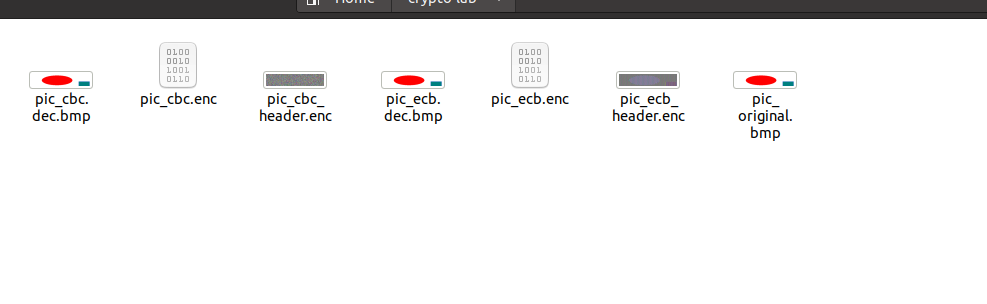 Home
crypto lab
pic_cbc.
dec.bmp
pic_cbc.enc
pic_cbc_
header.enc
pic_ecb.
dec.bmp
pic_ecb.enc
pic_ecb_
header.enc
pic_
original.
bmp
0100
0010
1001
0110
0100
0010
1001
0110